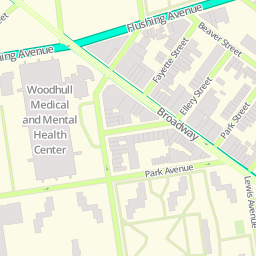 Flushing Avenue
Beaver Street
hing Avenue
Fayette Street
Woodhull
Medical
and Mental
Health
Center
Ellery Street
Broadway
Park Street
Park Avenue
Lewis Avenue